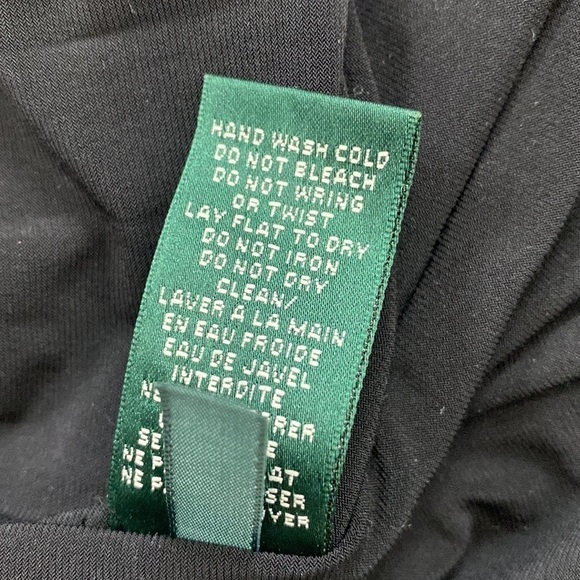 HAND WASH COLD
DO NOT BLEACH
DO NOT WRING
OR TWIST
LAY FLAT TO DRY
DO NOT IRON
DO NOT DRY
CLEAN/
LAVER À LA MAIN
EN EAU FROIDE
EAU DE JAVEL
INTERDITE